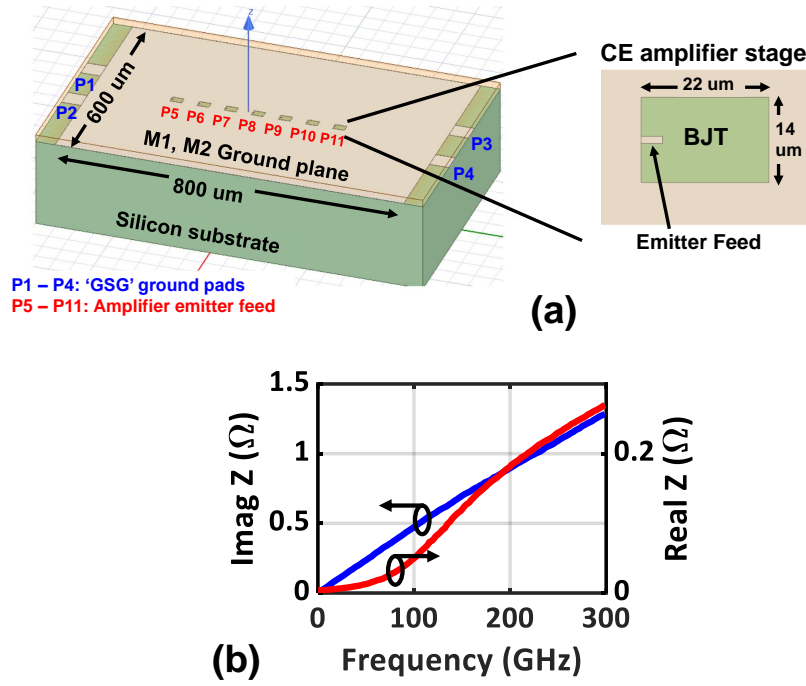 z
CE amplifier stage
P1
P2
600 um
P5 P6 P7 P8 P9 P10 P11
M1, M2 Ground plane
P3
P4
800 um
Silicon substrate
22 um
BJT
14
um
Emitter Feed
P1 – P4: ‘GSG’ ground pads
P5 – P11: Amplifier emitter feed
(a)
1.5
1
0.5
0
Imag Z (Ω)
0.2
0
Real Z (Ω)
0 100 200 300
Frequency (GHz)
(b)